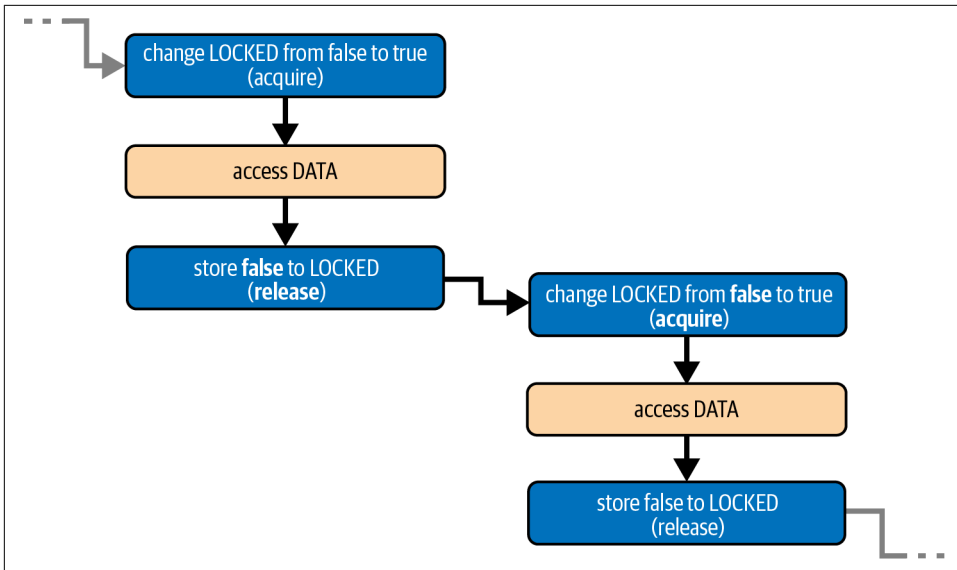 change LOCKED from false to true
(acquire)
access DATA
store false to LOCKED
(release)
change LOCKED from false to true
(acquire)
access DATA
store false to LOCKED
(release)